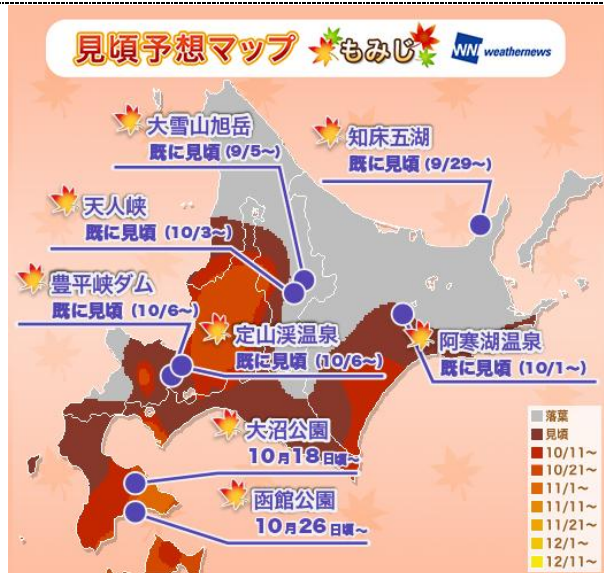 見頃予想マップ もみじ WN weathernews
大雪山旭岳
既に見頃 (9/5～)
知床五湖
既に見頃 (9/29～)
天人峡
既に見頃 (10/3～)
豊平峡ダム
既に見頃 (10/6～)
定山渓温泉
既に見頃 (10/6～)
阿寒湖温泉
既に見頃 (10/1～)
大沼公園
10月18日頃～
函館公園
10月26日頃～
落葉
見頃
10/11～
10/21～
11/1～
11/11～
11/21～
12/1～
12/11～